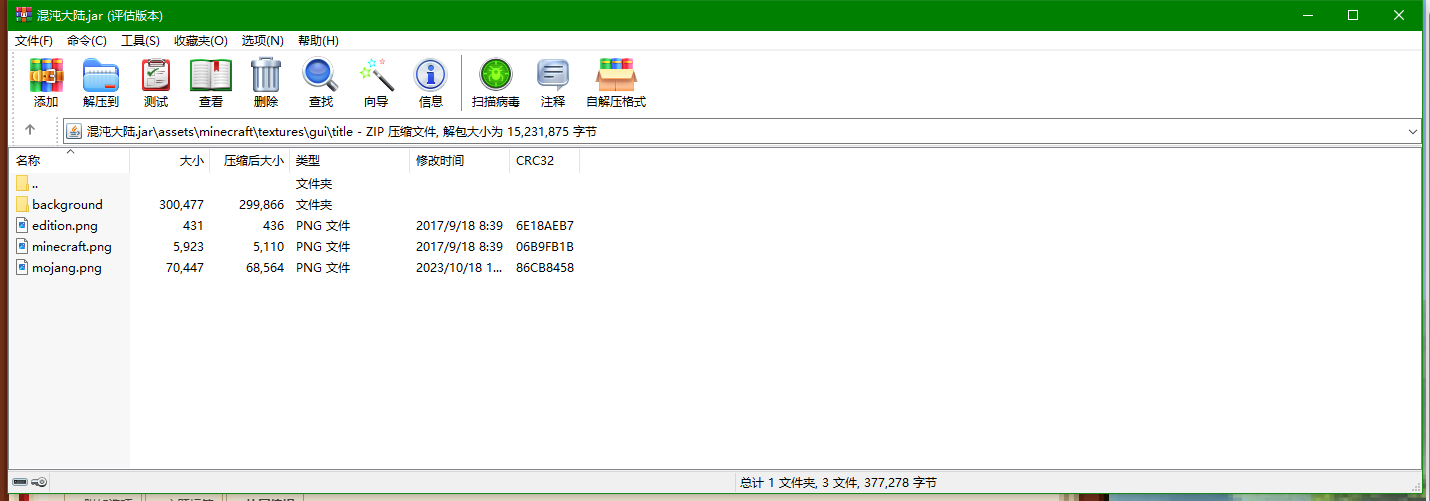 混沌大陆.jar (评估版本)
文件(F) 命令(C) 工具(S) 收藏夹(O) 选项(N) 帮助(H)
添加 解压到 测试 查看 删除 查找 向导 信息 扫描病毒 注释 自解压格式
混沌大陆.jar\assets\minecraft\textures\gui\title - ZIP 压缩文件, 解包大小为 15,231,875 字节
名称 大小 压缩后大小 类型 修改时间 CRC32
.. 文件夹
background 300,477 299,866 文件夹
edition.png 431 436 PNG 文件 2017/9/18 8:39 6E18AEB7
minecraft.png 5,923 5,110 PNG 文件 2017/9/18 8:39 06B9FB1B
mojang.png 70,447 68,564 PNG 文件 2023/10/18 1... 86CB8458
总计 1 文件夹, 3 文件, 377,278 字节